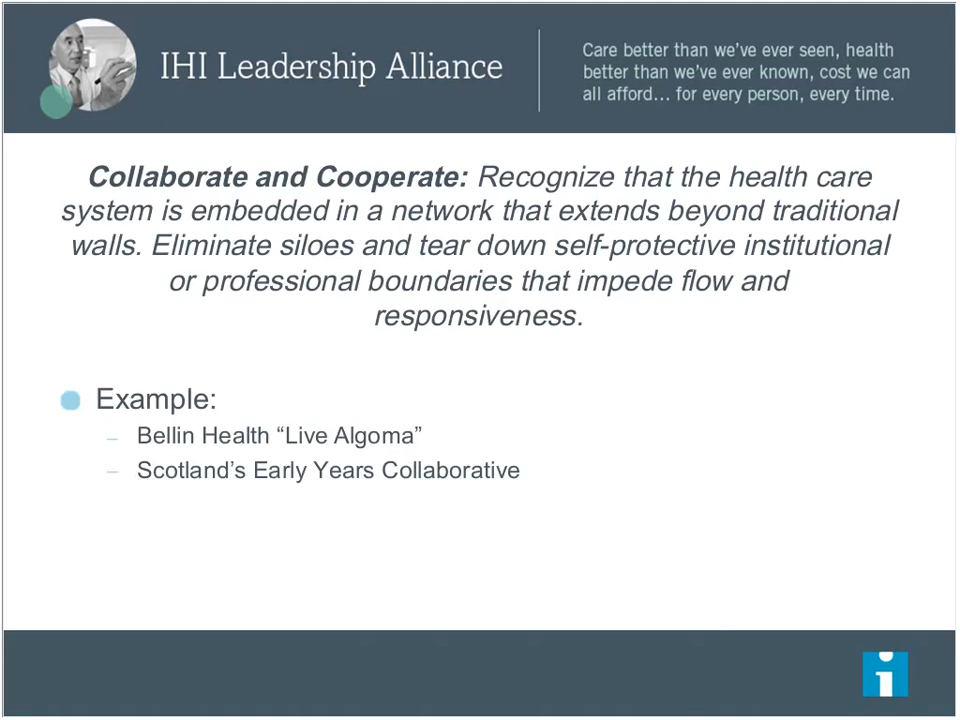 IHI Leadership Alliance
Care better than we've ever seen, health
better than we've ever known, cost we can
all afford... for every person, every time.
Collaborate and Cooperate: Recognize that the health care
system is embedded in a network that extends beyond traditional
walls. Eliminate siloes and tear down self-protective institutional
or professional boundaries that impede flow and
responsiveness.
Example:
– Bellin Health “Live Algoma”
– Scotland’s Early Years Collaborative
i